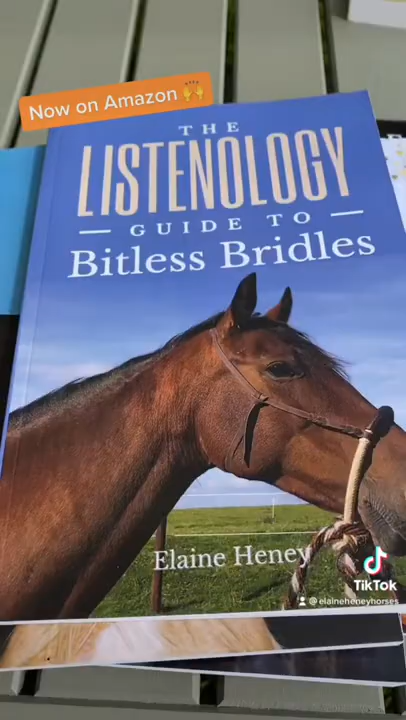 Now on Amazon 🙌
THE
LISTENOLOGY
GUIDE TO
Bitless Bridles
Elaine Heney
TikTok
@elaineheneyhorses